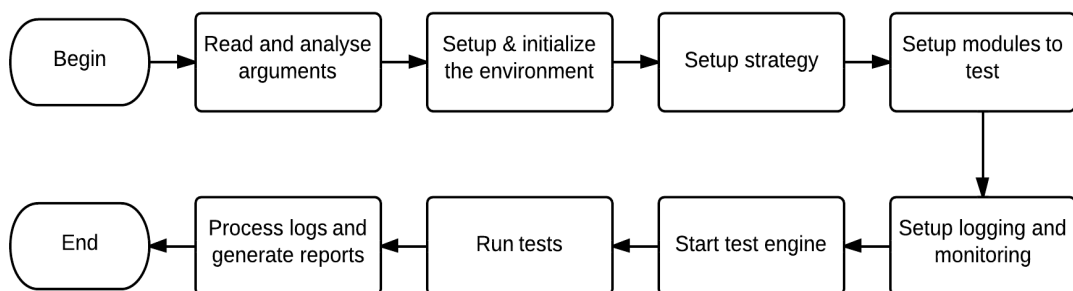 Begin
Read and analyse
arguments
Setup & initialize
the environment
Setup strategy
Setup modules to
test
Setup logging and
monitoring
Start test engine
Run tests
Process logs and
generate reports
End